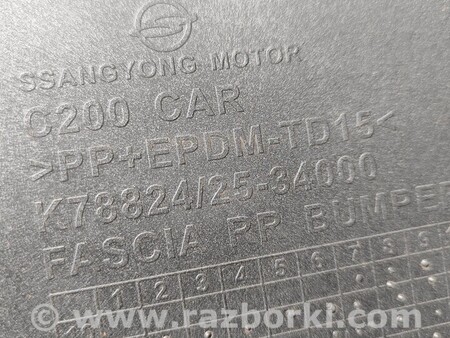 SSANGYONG MOTOR
C200 CAR
>PP+EPDM-TD15<
K78824/25-34000
FASCIA RR BUMPER
1 2 3 4 5 6 7 8 9
www.razborki.com